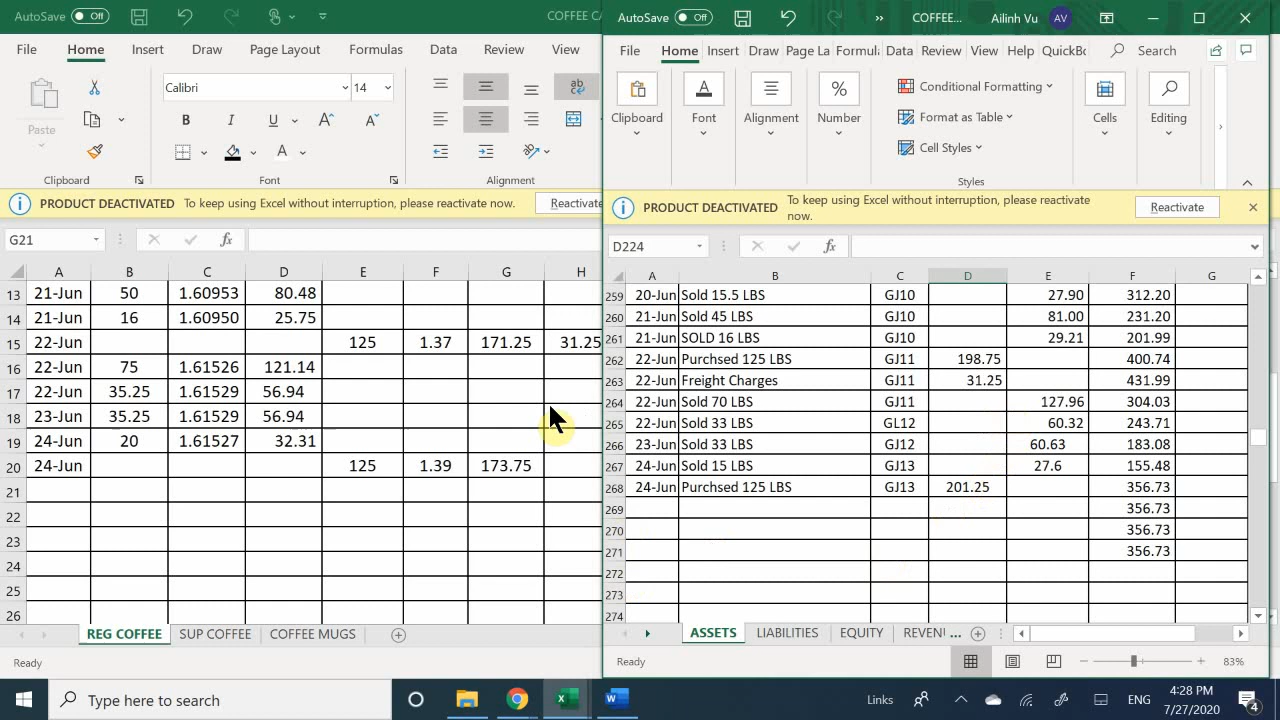 AutoSave Off COFFEE CA
File Home Insert Draw Page Layout Formulas Data Review View
Paste
Calibri 14
B I U A A
ab
A
Clipboard Font Alignment
PRODUCT DEACTIVATED To keep using Excel without interruption, please reactivate now. Reactivate
G21 fx
A B C D E F G H
13 21-Jun 50 1.60953 80.48
14 21-Jun 16 1.60950 25.75
15 22-Jun 125 1.37 171.25 31.25
16 22-Jun 75 1.61526 121.14
17 22-Jun 35.25 1.61529 56.94
18 23-Jun 35.25 1.61529 56.94
19 24-Jun 20 1.61527 32.31
20 24-Jun 125 1.39 173.75
21
22
23
24
25
26
REG COFFEE SUP COFFEE COFFEE MUGS
Ready
AutoSave Off COFFEE... Ailinh Vu AV
File Home Insert Draw Page La Formula Data Review View Help QuickBo Search
Clipboard
Font
Alignment
%
Number
Conditional Formatting
Format as Table
Cell Styles
Cells
Editing
Styles
PRODUCT DEACTIVATED To keep using Excel without interruption, please reactivate
now.
Reactivate
D224 fx
A B C D E F G
259 20-Jun Sold 15.5 LBS GJ10 27.90 312.20
260 21-Jun Sold 45 LBS GJ10 81.00 231.20
261 21-Jun SOLD 16 LBS GJ10 29.21 201.99
262 22-Jun Purchsed 125 LBS GJ11 198.75 400.74
263 22-Jun Freight Charges GJ11 31.25 431.99
264 22-Jun Sold 70 LBS GJ11 127.96 304.03
265 22-Jun Sold 33 LBS GL12 60.32 243.71
266 23-Jun Sold 33 LBS GJ12 60.63 183.08
267 24-Jun Sold 15 LBS GJ13 27.6 155.48
268 24-Jun Purchsed 125 LBS GJ13 201.25 356.73
269 356.73
270 356.73
271 356.73
272
273
274
ASSETS LIABILITIES EQUITY REVENU ...
Ready 83%
Type here to search
Links ENG
4:28 PM
7/27/2020
4